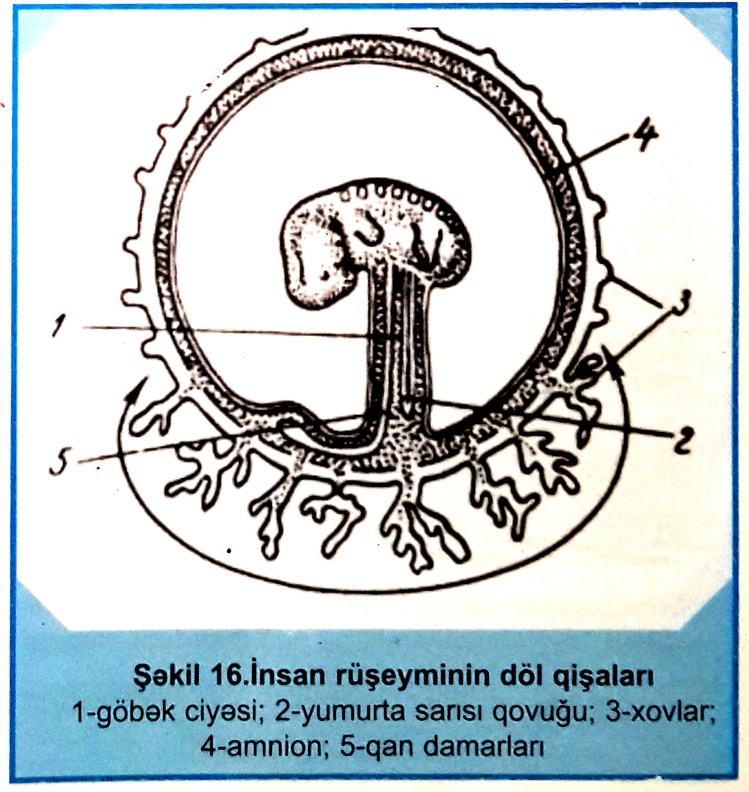 4
3
1
2
5
Şəkil 16.İnsan rüşeyminin döl qişaları
1-göbək ciyəsi; 2-yumurta sarısı qovuğu; 3-xovlar;
4-amnion; 5-qan damarları